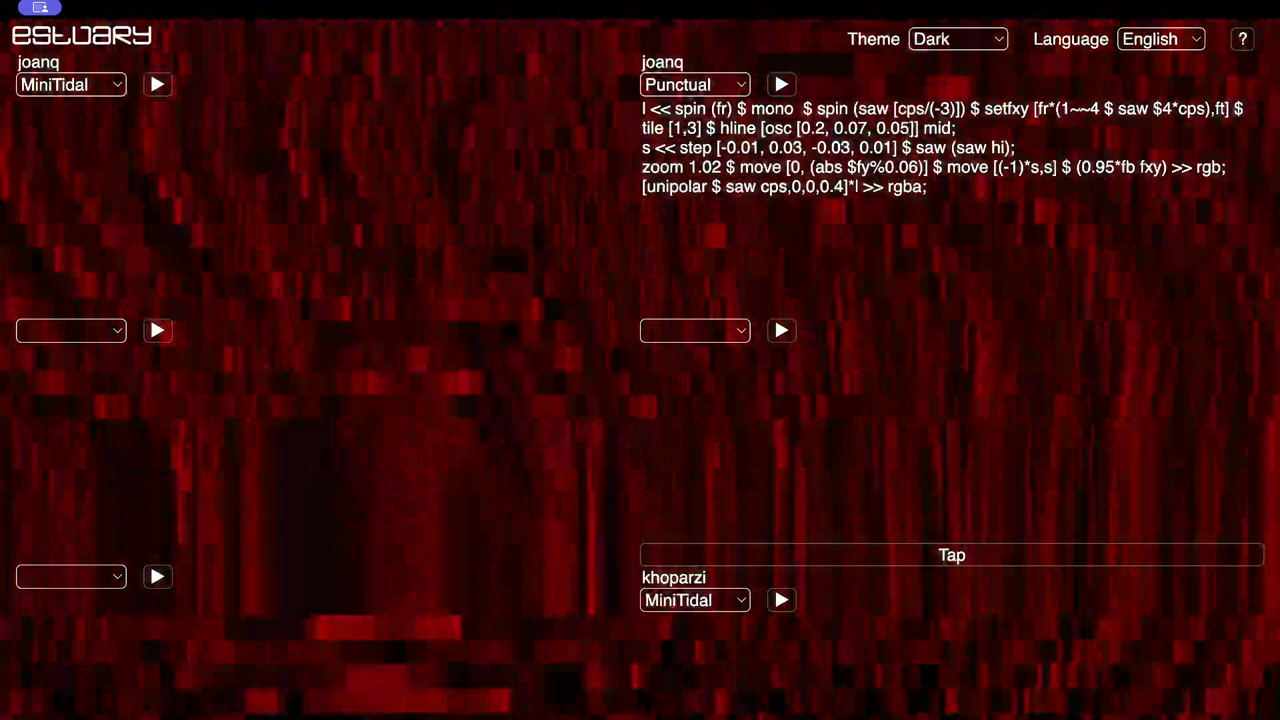 estuary
Theme Dark Language English ?
joanq
MiniTidal
joanq
Punctual
l << spin (fr) $ mono $ spin (saw [cps/(-3)]) $ setfxy [fr*(1~~4 $ saw $4*cps),ft] $
tile [1,3] $ hline [osc [0.2, 0.07, 0.05]] mid;
s << step [-0.01, 0.03, -0.03, 0.01] $ saw (saw hi);
zoom 1.02 $ move [0, (abs $fy%0.06)] $ move [(-1)*s,s] $ (0.95*fb fxy) >> rgb;
[unipolar $ saw cps,0,0,0.4]*l >> rgba;
Tap
khoparzi
MiniTidal